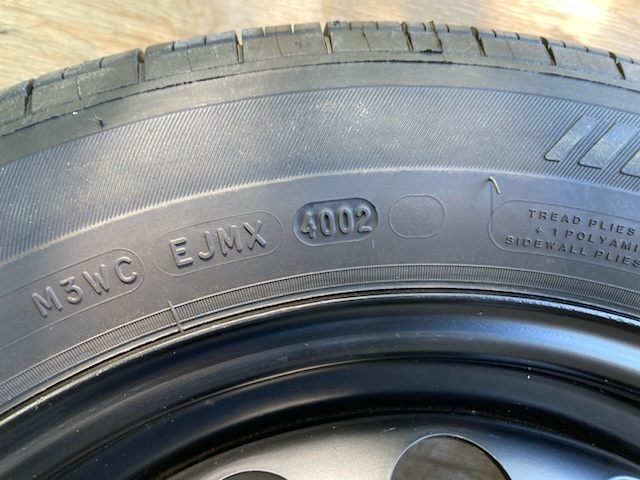 M3WC EJMX 4002
TREAD PLIES
+ 1 POLYAMI
SIDEWALL PLIES